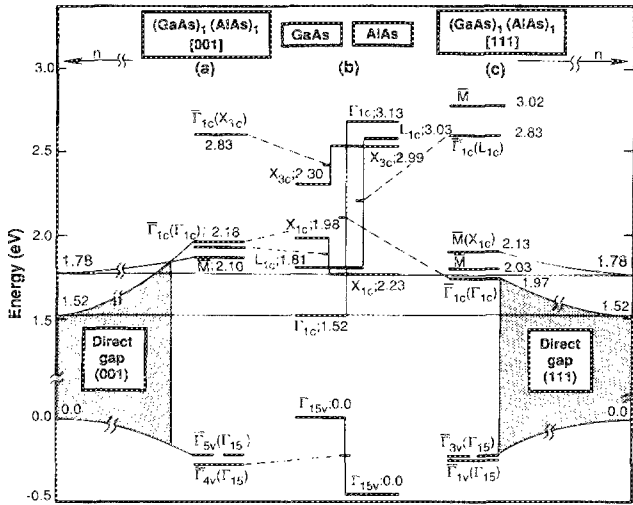 (GaAs)₁ (AlAs)₁
[001]
(a)
GaAs
AlAs
(b)
(GaAs)₁ (AlAs)₁
[111]
(c)
n
n
3.0
2.5
2.0
1.5
0.0
-0.5
Energy (eV)
Γ̅1c(X3c)
2.83
Γ̅1c(Γ1c); 2.18
M̅;2.10
1.78
1.52
Direct
gap
(001)
0.0
Γ̅5v(Γ15)
Γ̅4v(Γ15)
Γ1c;3.13
L1c;3.03
X3c;2.99
X3c;2.30
X1c;1.98
L1c;1.81
X1c;2.23
Γ1c;1.52
Γ15v:0.0
Γ15v:0.0
M̅
3.02
2.83
Γ̅1c(L1c)
M̅(X1c)
2.13
M̅
2.03
1.97
Γ̅1c(Γ1c)
1.78
1.52
Direct
gap
(111)
0.0
Γ̅3v(Γ15)
Γ̅1v(Γ15)